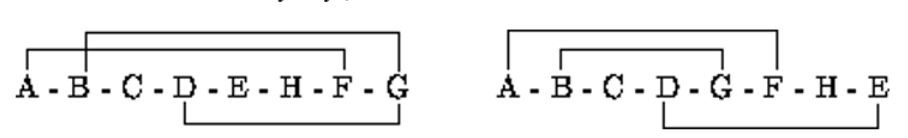 A - B - C - D - E - H - F - G
A - B - C - D - G - F - H - E